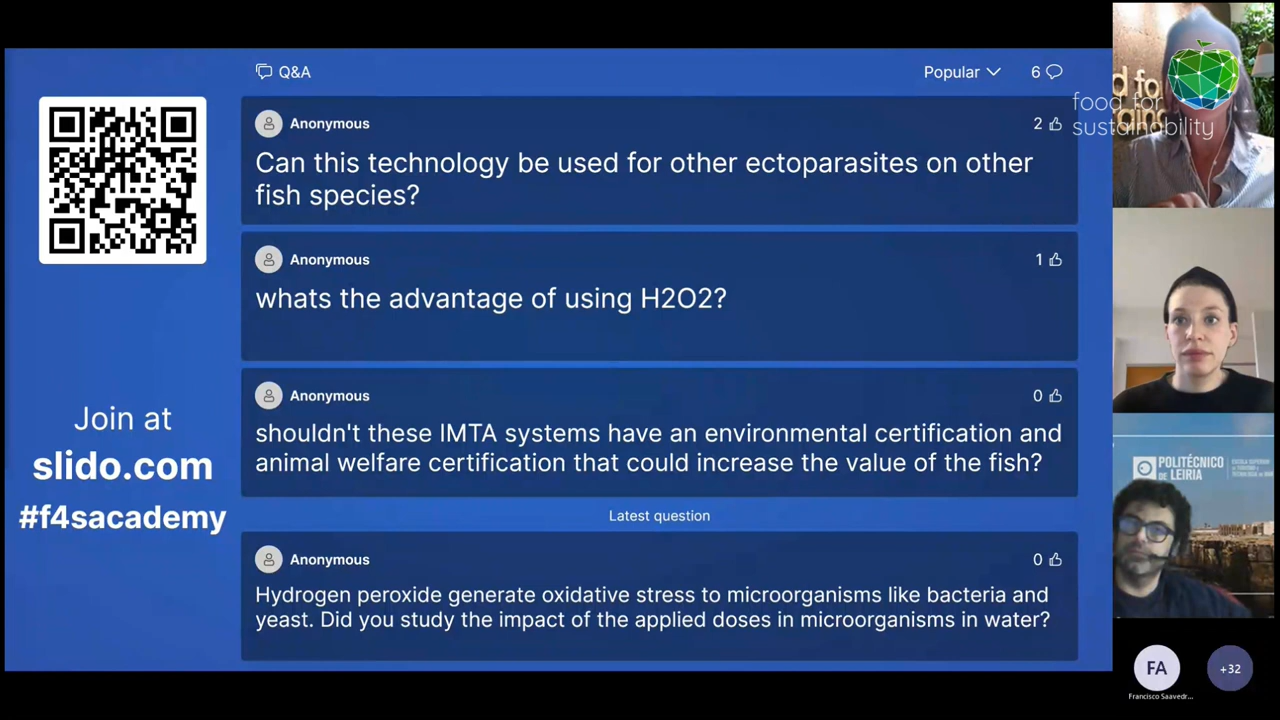 Q&A
Popular
6
Anonymous
2
Can this technology be used for other ectoparasites on other
fish species?
Anonymous
1
whats the advantage of using H2O2?
Anonymous
0
shouldn't these IMTA systems have an environmental certification and
animal welfare certification that could increase the value of the fish?
Latest question
Anonymous
0
Hydrogen peroxide generate oxidative stress to microorganisms like bacteria and
yeast. Did you study the impact of the applied doses in microorganisms in water?
Join at
slido.com
#f4sacademy
food for
sustainability
POLITÉCNICO
DE LEIRIA
FA
Francisco Saavedr...
+32